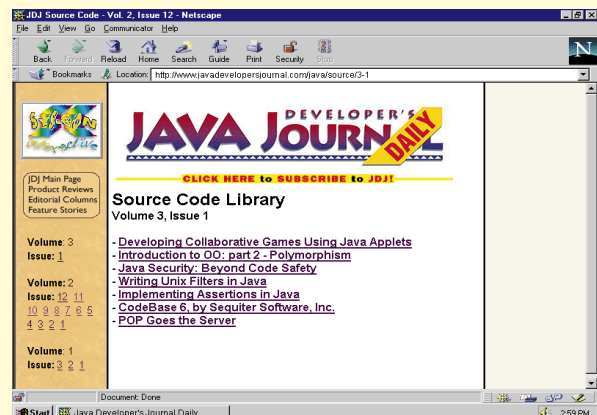 JDJ Source Code - Vol. 2, Issue 12 - Netscape
File Edit View Go Communicator Help
Back Forward Reload Home Search Guide Print Security Stop
N
Bookmarks Location: http://www.javadevelopersjournal.com/java/source/3-1
SYS-CON
Interactive
JAVA DEVELOPER'S JOURNAL
DAILY
CLICK HERE to SUBSCRIBE to JDJ!
JDJ Main Page
Product Reviews
Editorial Columns
Feature Stories
Source Code Library
Volume 3, Issue 1
Volume: 3
Issue: 1
Volume: 2
Issue: 12 11
10 9 8 7 6 5
4 3 2 1
Volume: 1
Issue: 3 2 1
- Developing Collaborative Games Using Java Applets
- Introduction to OO: part 2 - Polymorphism
- Java Security: Beyond Code Safety
- Writing Unix Filters in Java
- Implementing Assertions in Java
- CodeBase 6, by Sequiter Software, Inc.
- POP Goes the Server
Document: Done
Start Java Developer's Journal Daily 2:59 PM